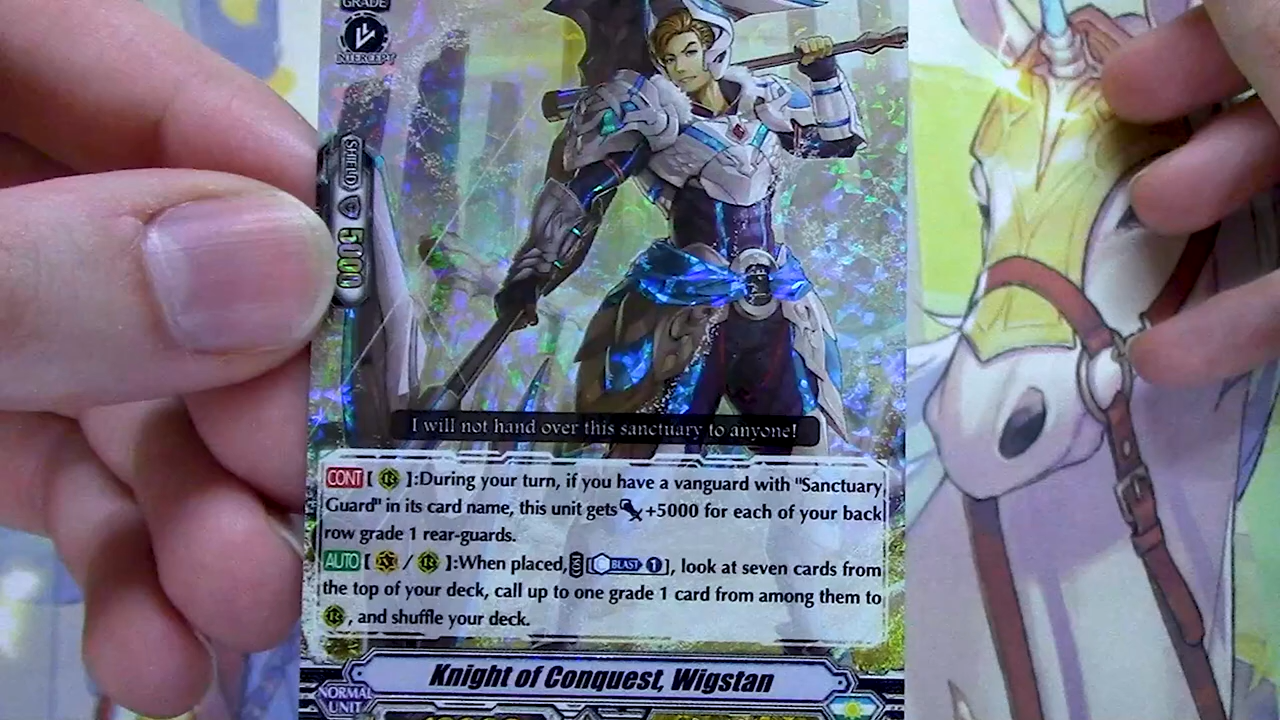 GRADE
INTERCEPT
SHIELD
5000
I will not hand over this sanctuary to anyone!
CONT [ ]:During your turn, if you have a vanguard with "Sanctuary
Guard" in its card name, this unit gets +5000 for each of your back
row grade 1 rear-guards.
AUTO [ / ]:When placed, COST [ BLAST 1 ], look at seven cards from
the top of your deck, call up to one grade 1 card from among them to
, and shuffle your deck.
Knight of Conquest, Wigstan
NORMAL
UNIT